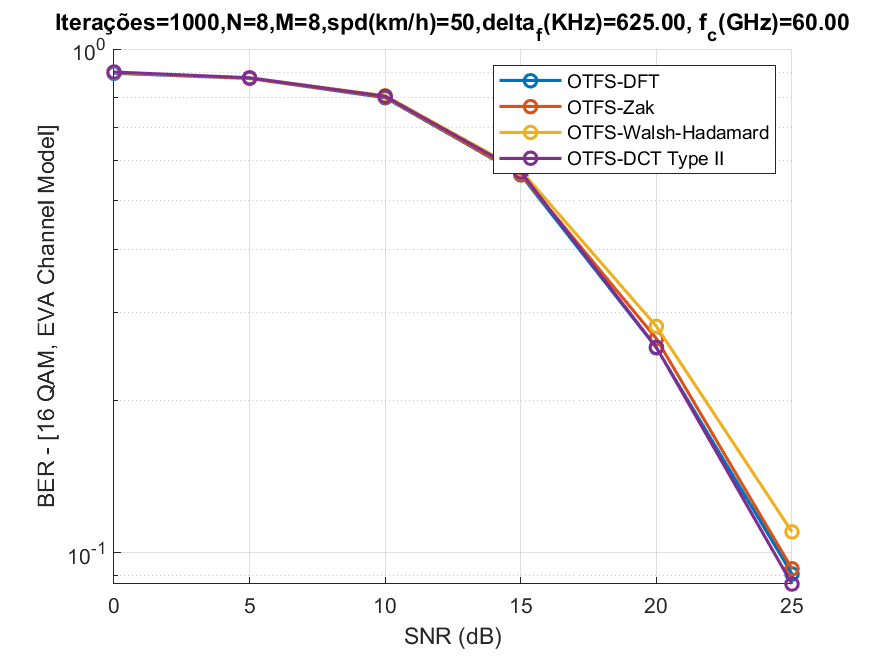 Iterações=1000,N=8,M=8,spd(km/h)=50,delta_f(KHz)=625.00, f_c(GHz)=60.00
10^0
OTFS-DFT
OTFS-Zak
OTFS-Walsh-Hadamard
OTFS-DCT Type II
BER - [16 QAM, EVA Channel Model]
10^-1
0 5 10 15 20 25
SNR (dB)